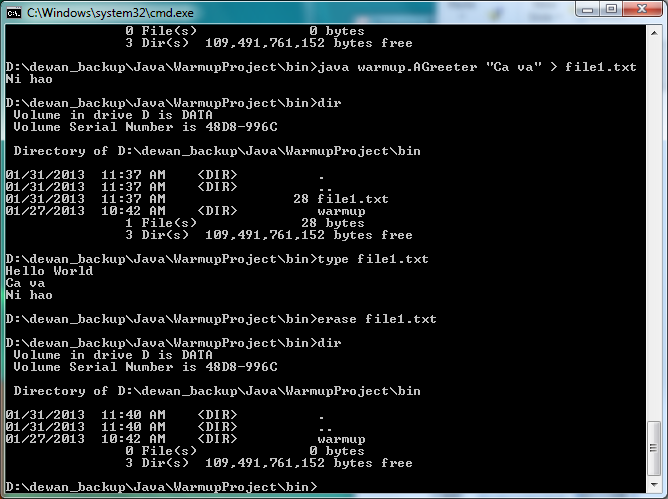 C:\Windows\system32\cmd.exe
0 File(s) 0 bytes
3 Dir(s) 109,491,761,152 bytes free
D:\dewan_backup\Java\WarmupProject\bin>java warmup.AGreeter "Ca va" > file1.txt
Ni hao
D:\dewan_backup\Java\WarmupProject\bin>dir
Volume in drive D is DATA
Volume Serial Number is 48D8-996C
Directory of D:\dewan_backup\Java\WarmupProject\bin
01/31/2013 11:37 AM <DIR> .
01/31/2013 11:37 AM <DIR> ..
01/31/2013 11:37 AM 28 file1.txt
01/27/2013 10:42 AM <DIR> warmup
1 File(s) 28 bytes
3 Dir(s) 109,491,761,152 bytes free
D:\dewan_backup\Java\WarmupProject\bin>type file1.txt
Hello World
Ca va
Ni hao
D:\dewan_backup\Java\WarmupProject\bin>erase file1.txt
D:\dewan_backup\Java\WarmupProject\bin>dir
Volume in drive D is DATA
Volume Serial Number is 48D8-996C
Directory of D:\dewan_backup\Java\WarmupProject\bin
01/31/2013 11:40 AM <DIR> .
01/31/2013 11:40 AM <DIR> ..
01/27/2013 10:42 AM <DIR> warmup
0 File(s) 0 bytes
3 Dir(s) 109,491,761,152 bytes free
D:\dewan_backup\Java\WarmupProject\bin>